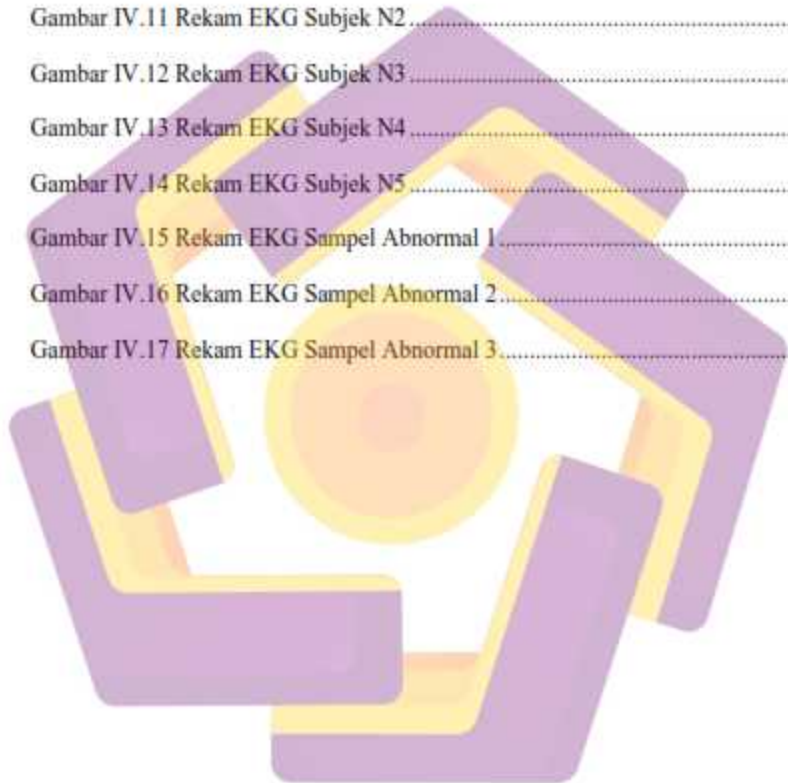 Gambar IV.11 Rekam EKG Subjek N2..............................................................
Gambar IV.12 Rekam EKG Subjek N3..............................................................
Gambar IV.13 Rekam EKG Subjek N4..............................................................
Gambar IV.14 Rekam EKG Subjek N5..............................................................
Gambar IV.15 Rekam EKG Sampel Abnormal 1..............................................
Gambar IV.16 Rekam EKG Sampel Abnormal 2..............................................
Gambar IV.17 Rekam EKG Sampel Abnormal 3..............................................